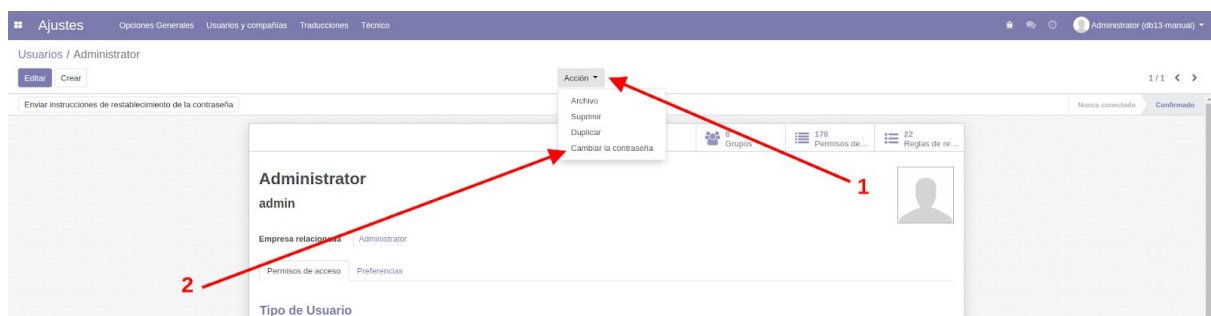 Ajustes Opciones Generales Usuarios y compañías Traducciones Técnico Administrator (db13-manual)
Usuarios / Administrator
Editar Crear Acción 1 / 1
Enviar instrucciones de restablecimiento de la contraseña Nunca conectado Confirmado
Archivo
Suprimir
Duplicar
Cambiar la contraseña
8 Grupos
178 Permisos de...
22 Reglas de re...
Administrator
1
admin
Empresa relacionada Administrator
Permisos de acceso Preferencias
2
Tipo de Usuario